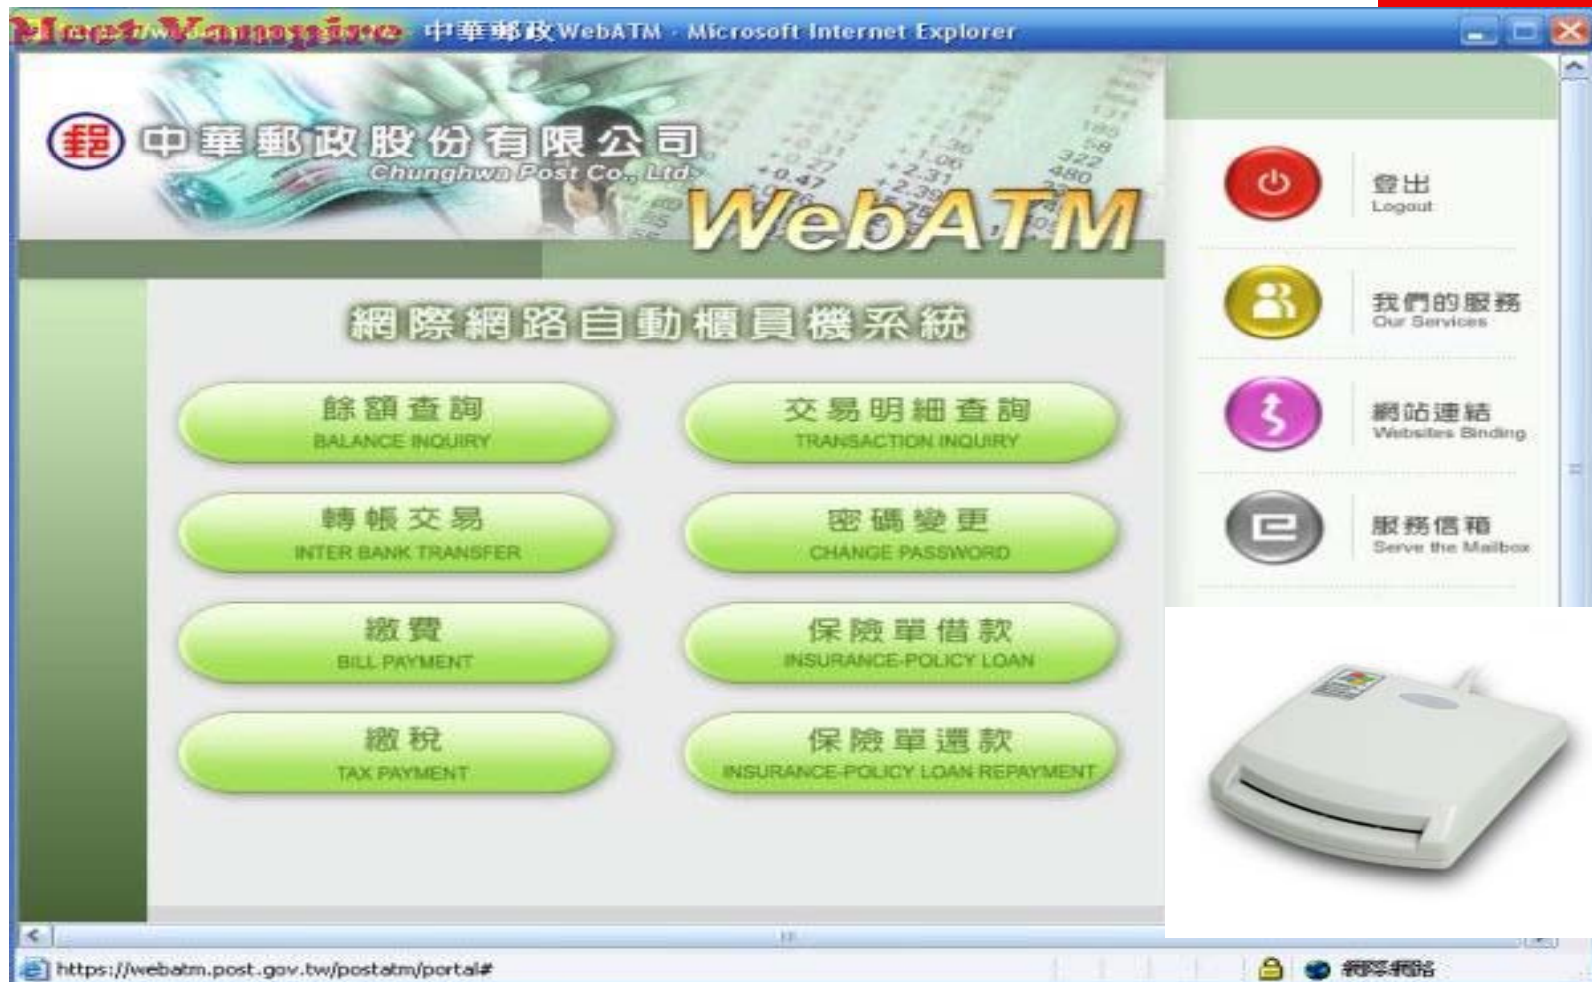 Meet Vampire
中華郵政WebATM - Microsoft Internet Explorer
郵 中華郵政股份有限公司
Chunghwa Post Co., Ltd.
WebATM
網際網路自動櫃員機系統
餘額查詢
BALANCE INQUIRY
交易明細查詢
TRANSACTION INQUIRY
轉帳交易
INTER BANK TRANSFER
密碼變更
CHANGE PASSWORD
繳費
BILL PAYMENT
保險單借款
INSURANCE-POLICY LOAN
繳稅
TAX PAYMENT
保險單還款
INSURANCE-POLICY LOAN REPAYMENT
登出
Logout
我們的服務
Our Services
網站連結
Websites Binding
服務信箱
Serve the Mailbox
https://webatm.post.gov.tw/postatm/portal#
網際網路